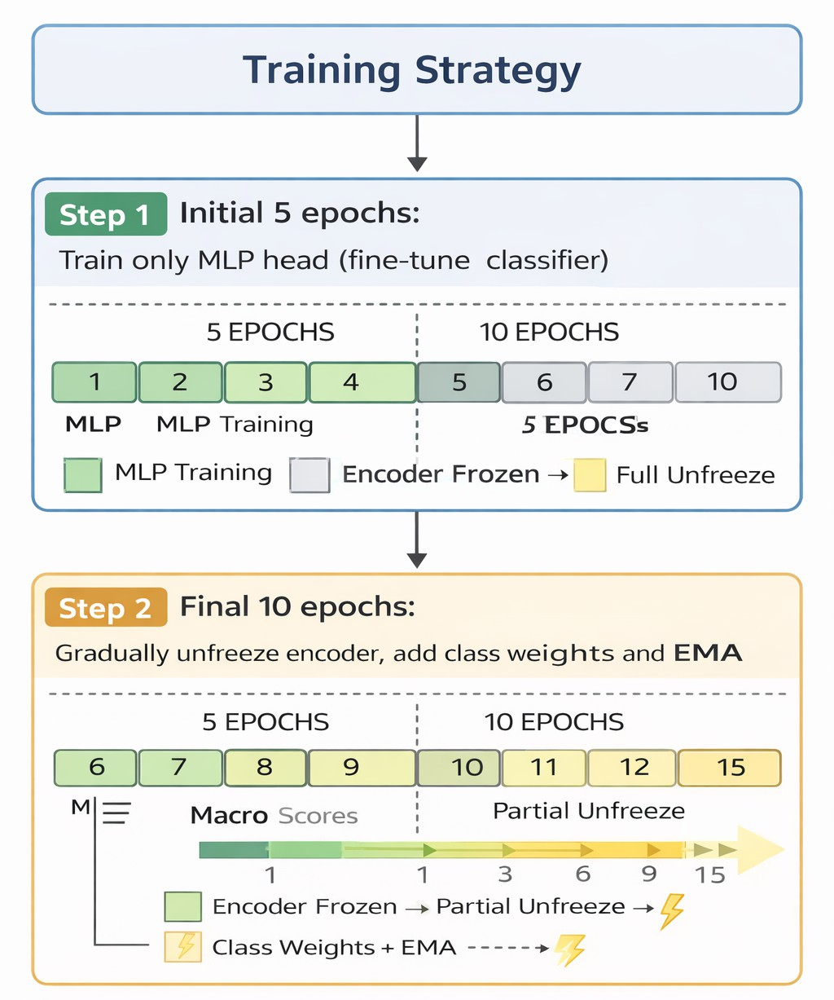 Training Strategy
Step 1 Initial 5 epochs:
Train only MLP head (fine-tune classifier)
5 EPOCHS 10 EPOCHS
1 2 3 4 5 6 7 10
MLP MLP Training 5 EPOCSs
MLP Training Encoder Frozen → Full Unfreeze
Step 2 Final 10 epochs:
Gradually unfreeze encoder, add class weights and EMA
5 EPOCHS 10 EPOCHS
6 7 8 9 10 11 12 15
M Macro Scores Partial Unfreeze
1 1 3 6 9 15
Encoder Frozen → Partial Unfreeze →
Class Weights + EMA